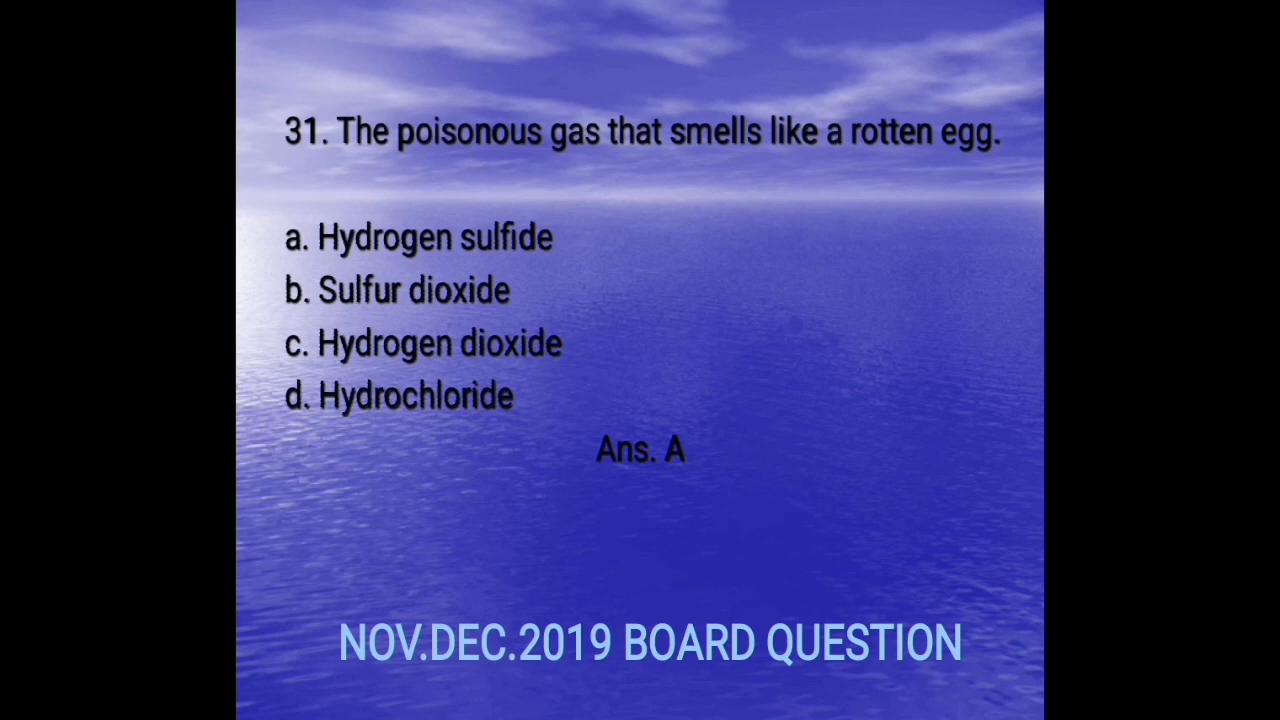 31. The poisonous gas that smells like a rotten egg.
a. Hydrogen sulfide
b. Sulfur dioxide
c. Hydrogen dioxide
d. Hydrochloride
Ans. A
NOV.DEC.2019 BOARD QUESTION